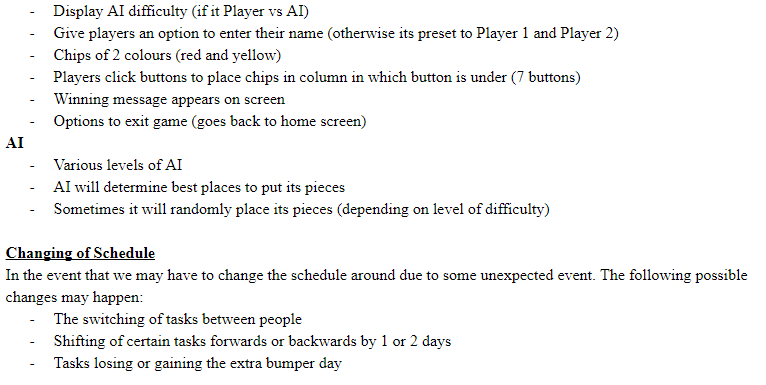 - Display AI difficulty (if it Player vs AI)
- Give players an option to enter their name (otherwise its preset to Player 1 and Player 2)
- Chips of 2 colours (red and yellow)
- Players click buttons to place chips in column in which button is under (7 buttons)
- Winning message appears on screen
- Options to exit game (goes back to home screen)
AI
- Various levels of AI
- AI will determine best places to put its pieces
- Sometimes it will randomly place its pieces (depending on level of difficulty)
Changing of Schedule
In the event that we may have to change the schedule around due to some unexpected event. The following possible
changes may happen:
- The switching of tasks between people
- Shifting of certain tasks forwards or backwards by 1 or 2 days
- Tasks losing or gaining the extra bumper day